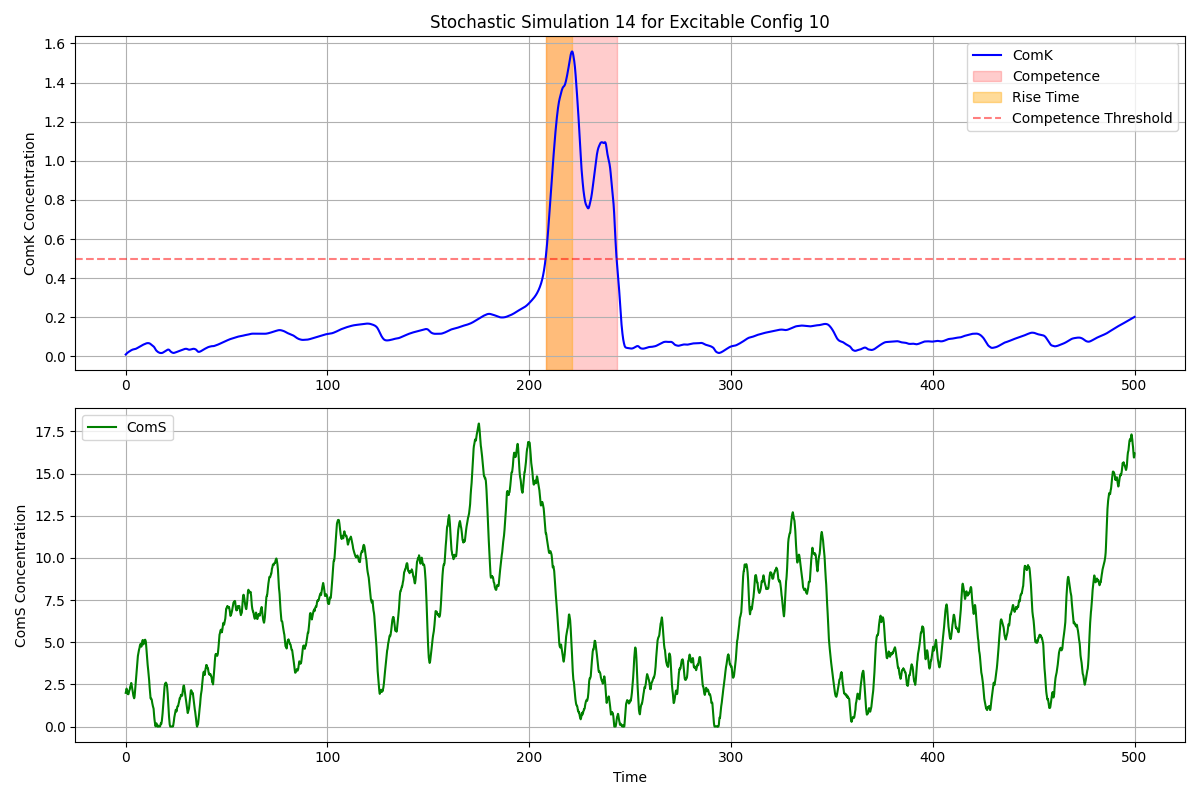 Stochastic Simulation 14 for Excitable Config 10
ComK Concentration
1.6
1.4
1.2
1.0
0.8
0.6
0.4
0.2
0.0
ComK
Competence
Rise Time
Competence Threshold
0 100 200 300 400 500
ComS Concentration
17.5
15.0
12.5
10.0
7.5
5.0
2.5
0.0
ComS
0 100 200 300 400 500
Time